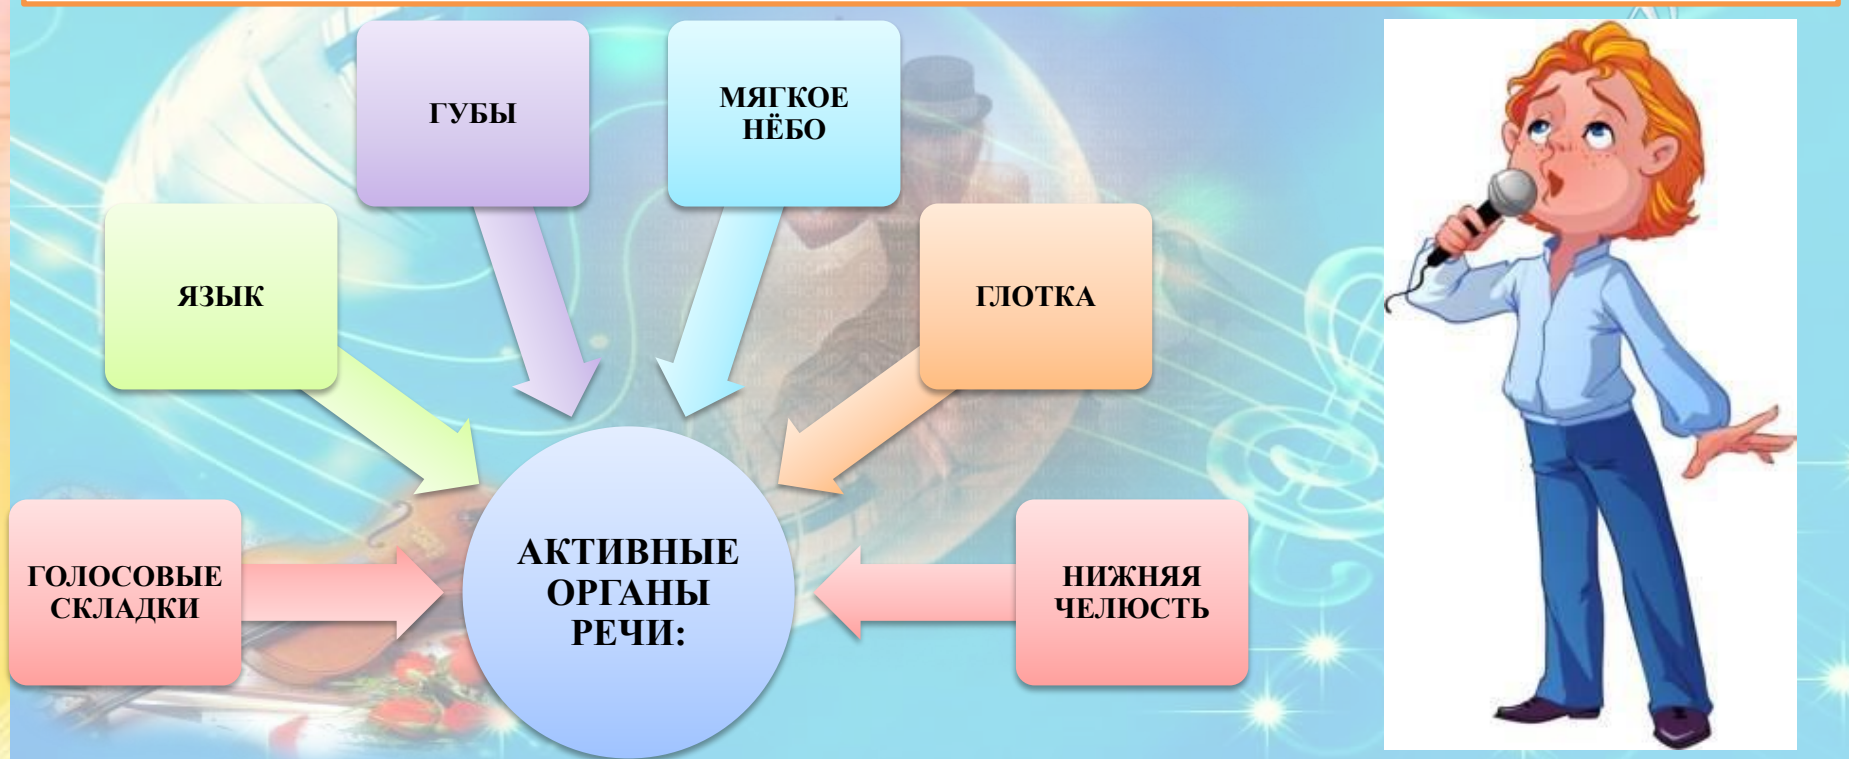 ГУБЫ
МЯГКОЕ
НЁБО
ЯЗЫК
ГЛОТКА
ГОЛОСОВЫЕ
СКЛАДКИ
АКТИВНЫЕ
ОРГАНЫ
РЕЧИ:
НИЖНЯЯ
ЧЕЛЮСТЬ